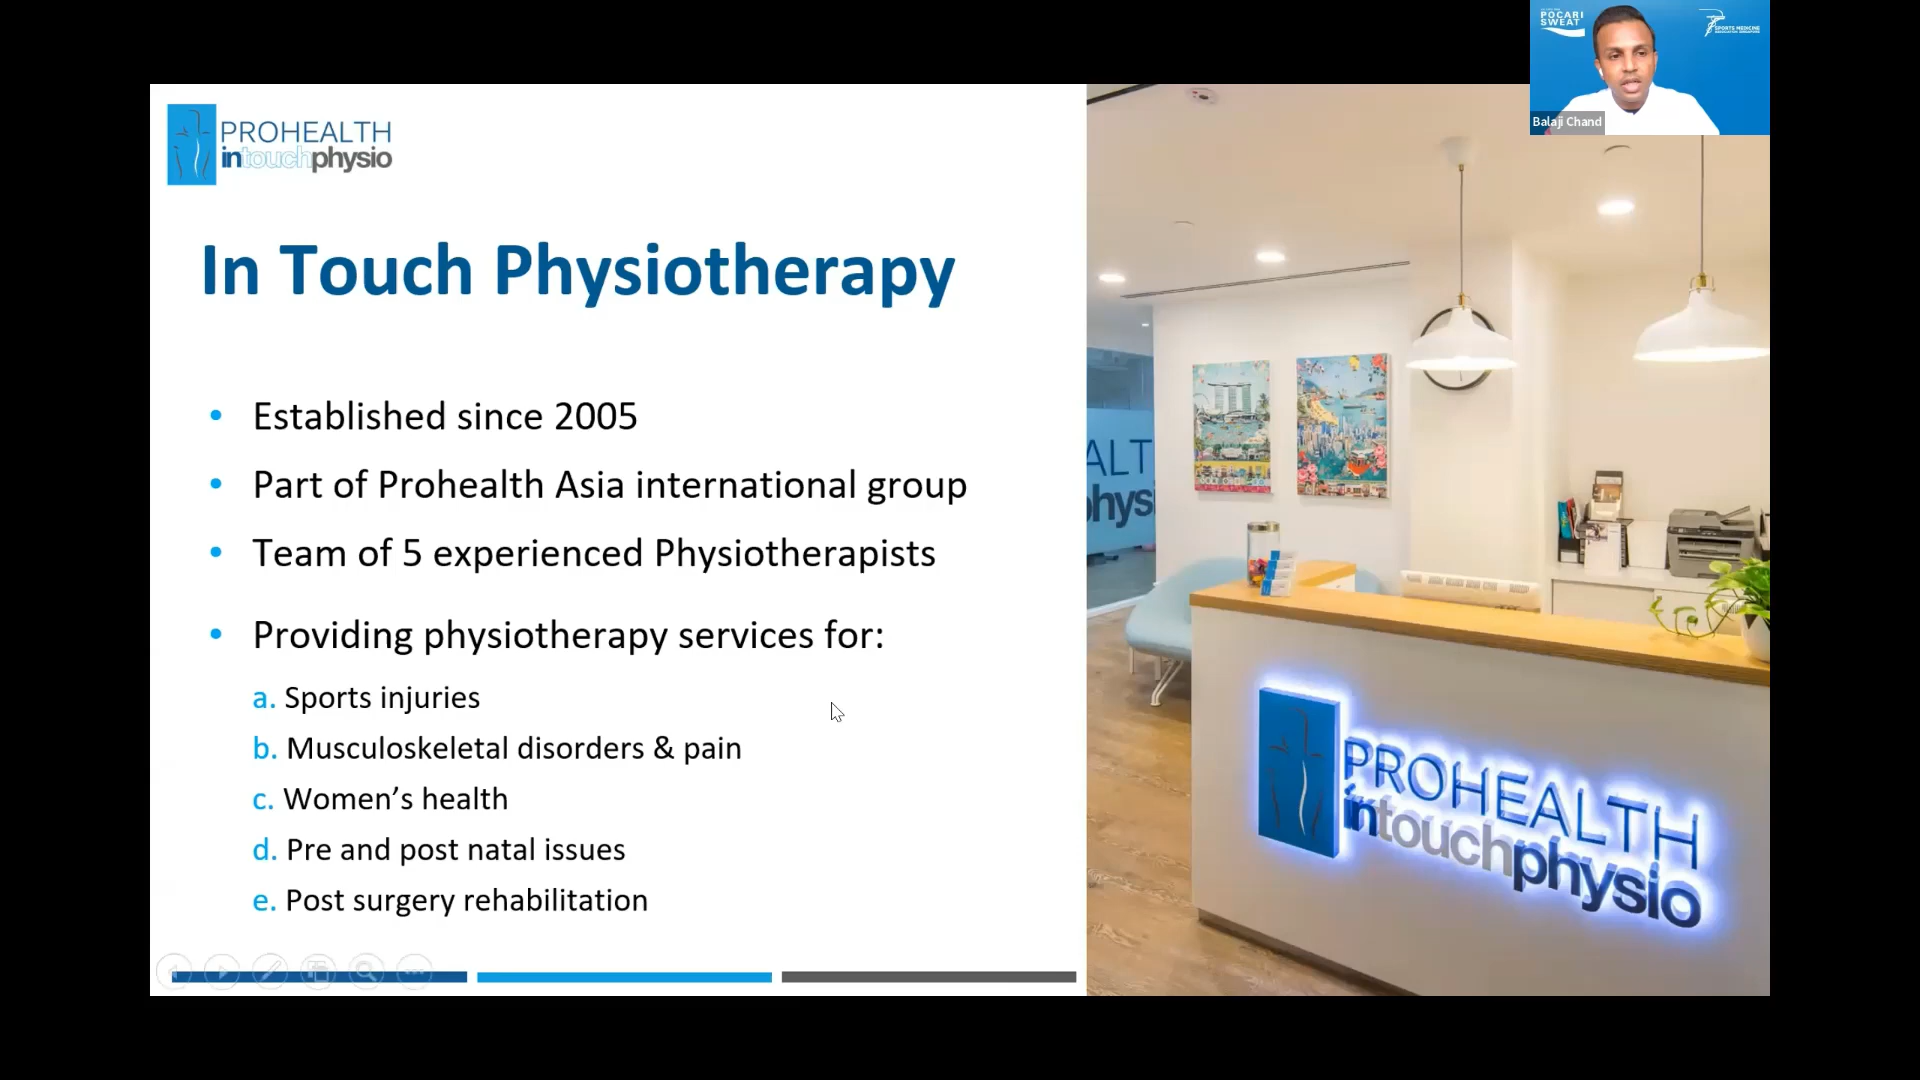 POCARI
SWEAT
SPORTS MEDICINE
Balaji Chand
PROHEALTH
intouchphysio
In Touch Physiotherapy
• Established since 2005
• Part of Prohealth Asia international group
• Team of 5 experienced Physiotherapists
• Providing physiotherapy services for:
a. Sports injuries
b. Musculoskeletal disorders & pain
c. Women’s health
d. Pre and post natal issues
e. Post surgery rehabilitation
ALT
physi
PROHEALTH
intouchphysio